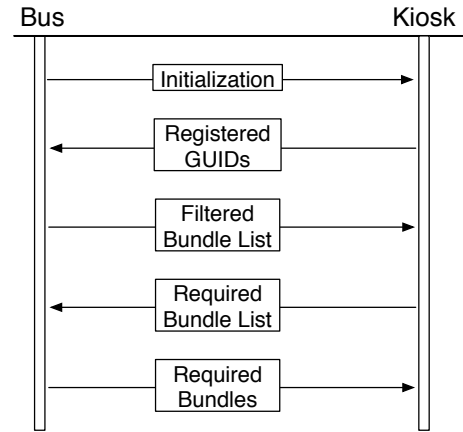 Bus
Kiosk
Initialization
Registered
GUIDs
Filtered
Bundle List
Required
Bundle List
Required
Bundles